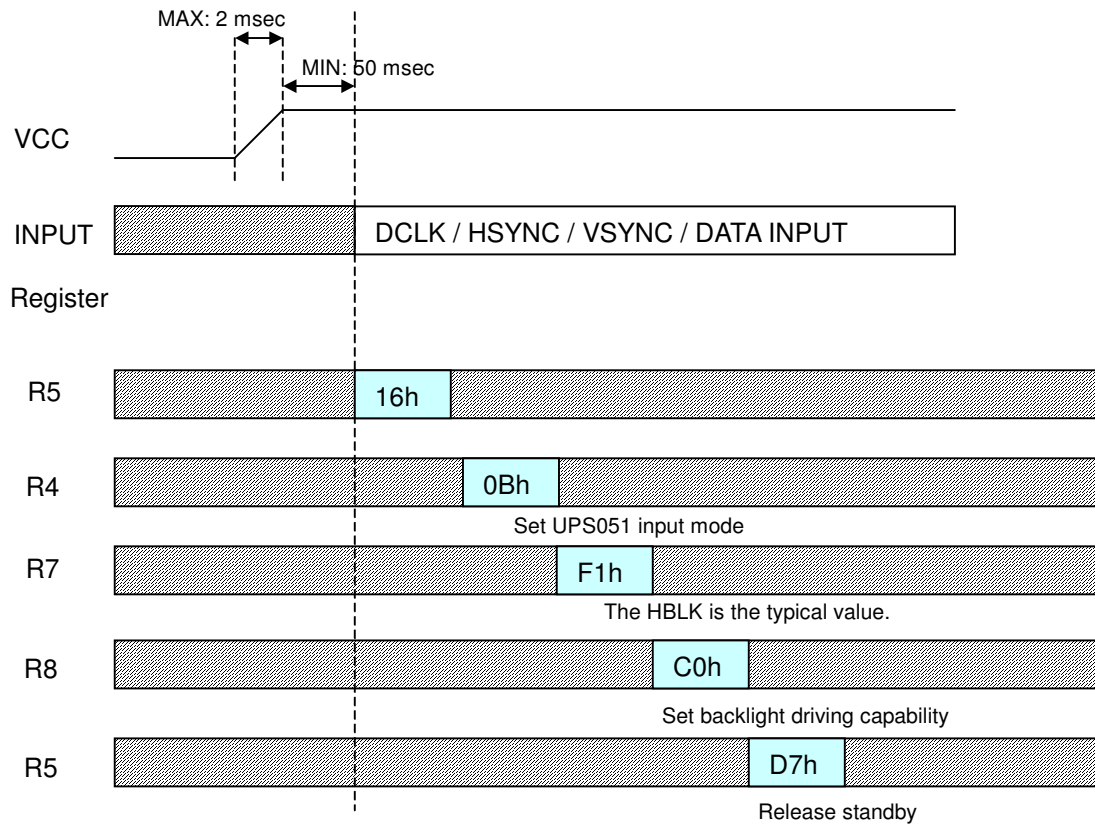 MAX: 2 msec
MIN: 50 msec
VCC
INPUT
DCLK / HSYNC / VSYNC / DATA INPUT
Register
R5
16h
R4
0Bh
Set UPS051 input mode
R7
F1h
The HBLK is the typical value.
R8
C0h
Set backlight driving capability
R5
D7h
Release standby